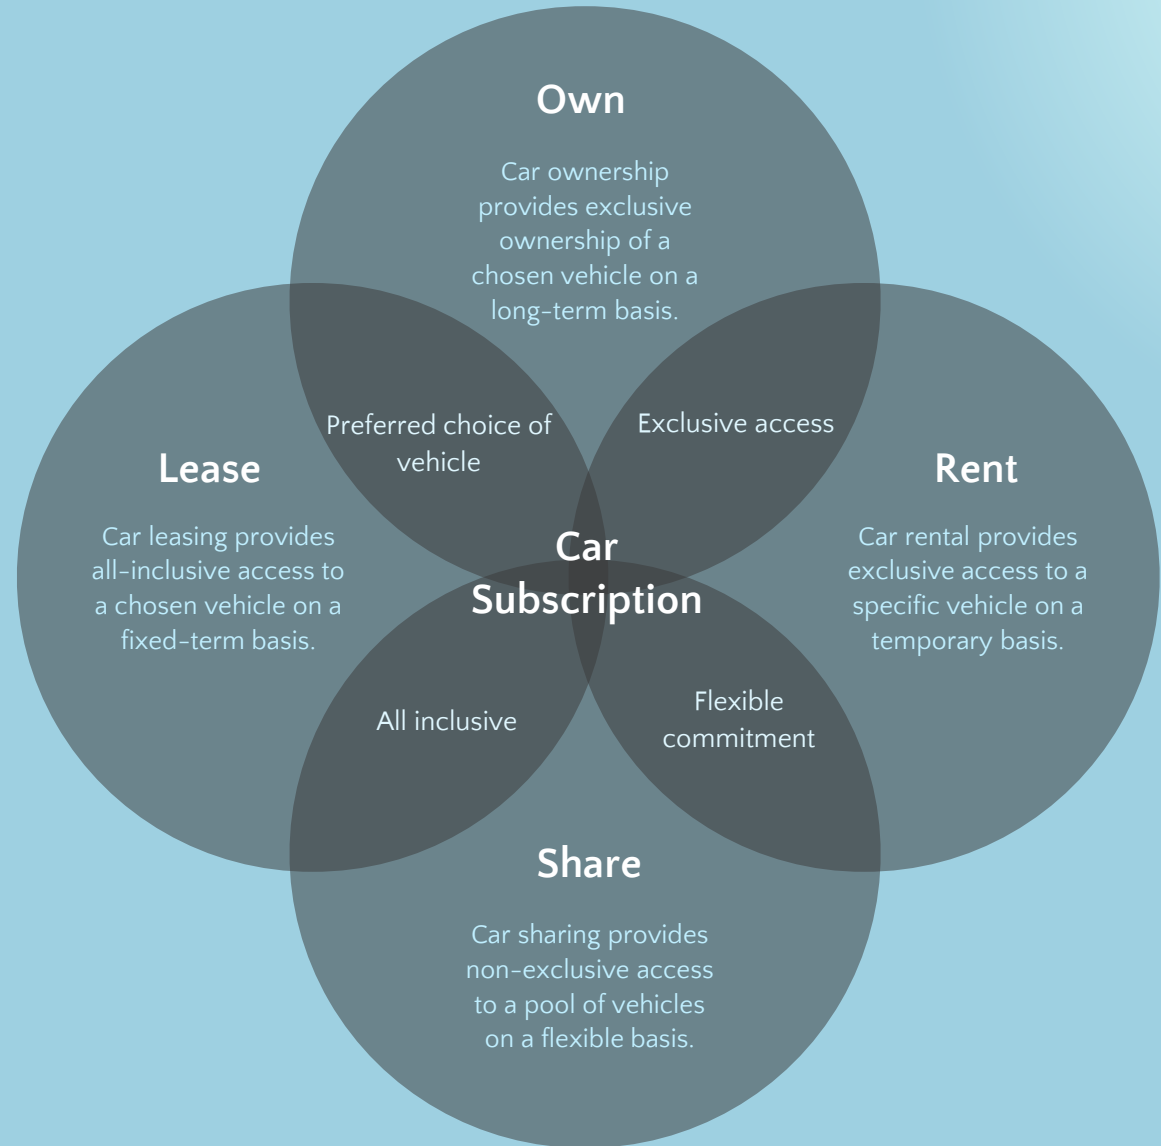 Own
Car ownership
provides exclusive
ownership of a
chosen vehicle on a
long-term basis.
Preferred choice of
vehicle
Exclusive access
Lease
Car leasing provides
all-inclusive access to
a chosen vehicle on a
fixed-term basis.
Rent
Car rental provides
exclusive access to a
specific vehicle on a
temporary basis.
Car
Subscription
All inclusive
Flexible
commitment
Share
Car sharing provides
non-exclusive access
to a pool of vehicles
on a flexible basis.